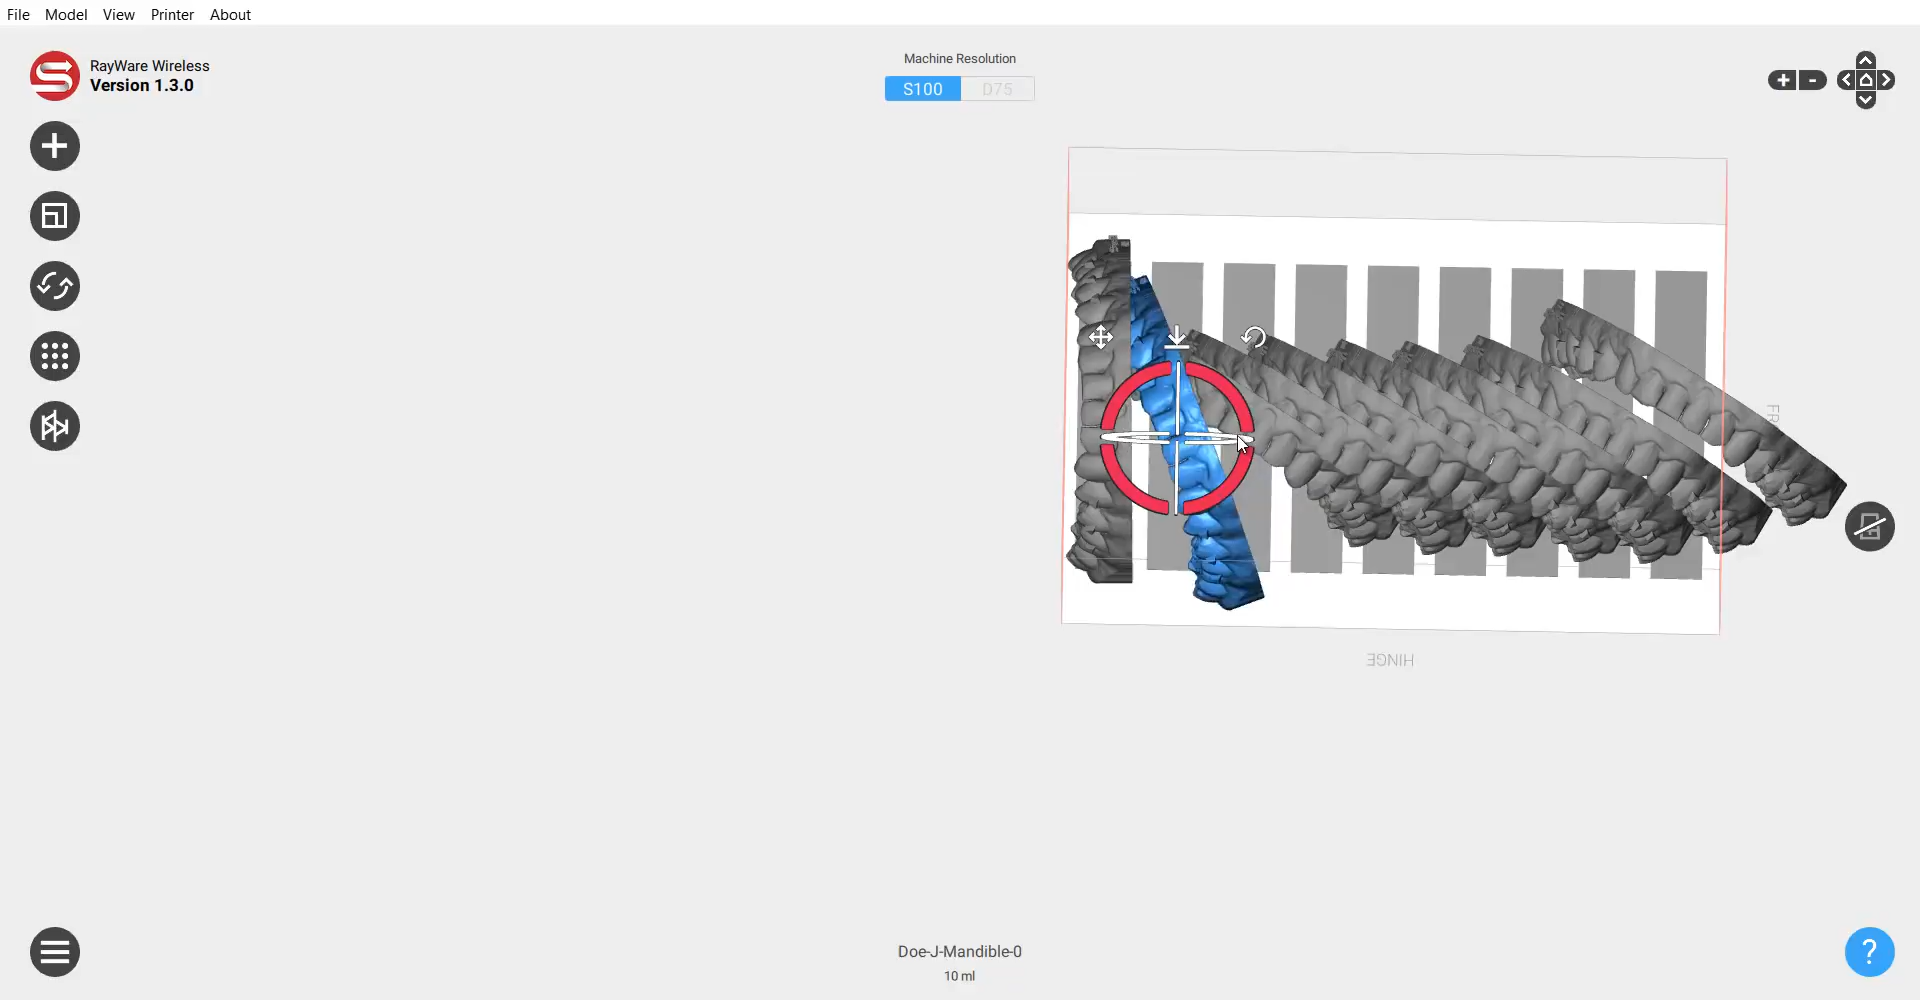 File Model View Printer About
RayWare Wireless
Version 1.3.0
Machine Resolution
S100 D75
FR
HINGE
Doe-J-Mandible-0
10 ml
?